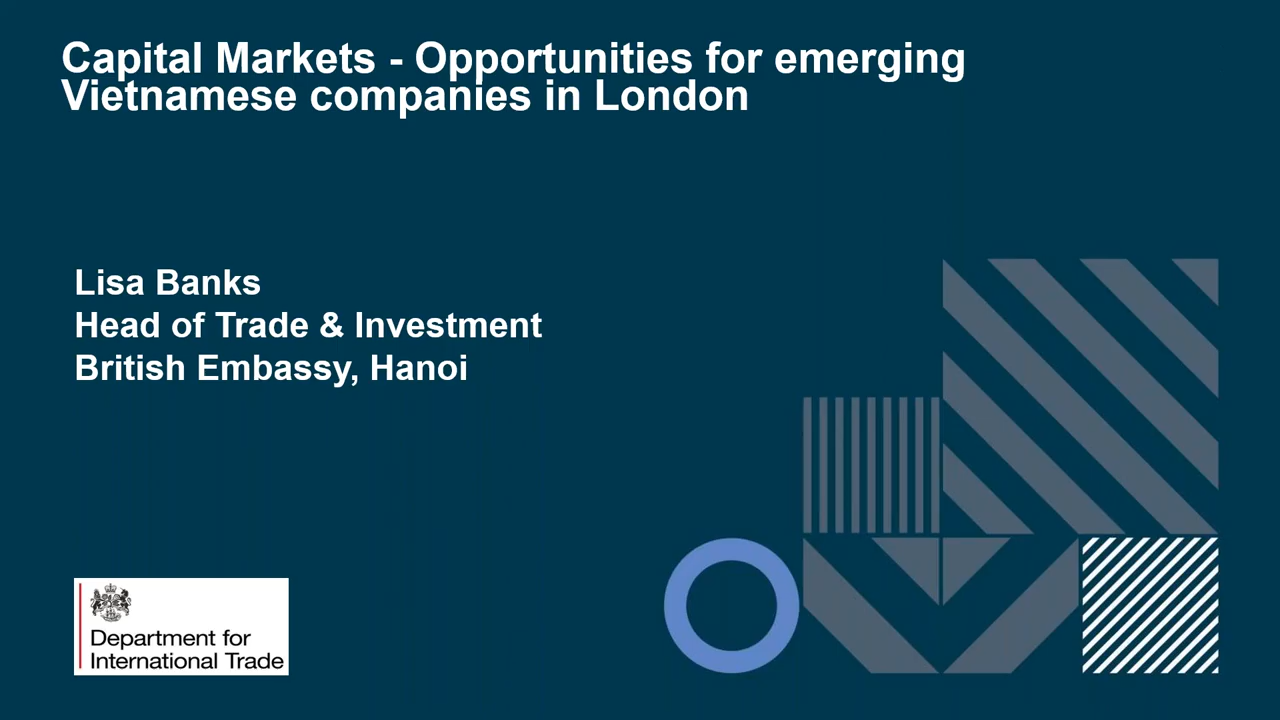 Capital Markets - Opportunities for emerging
Vietnamese companies in London
Lisa Banks
Head of Trade & Investment
British Embassy, Hanoi
Department for
International Trade